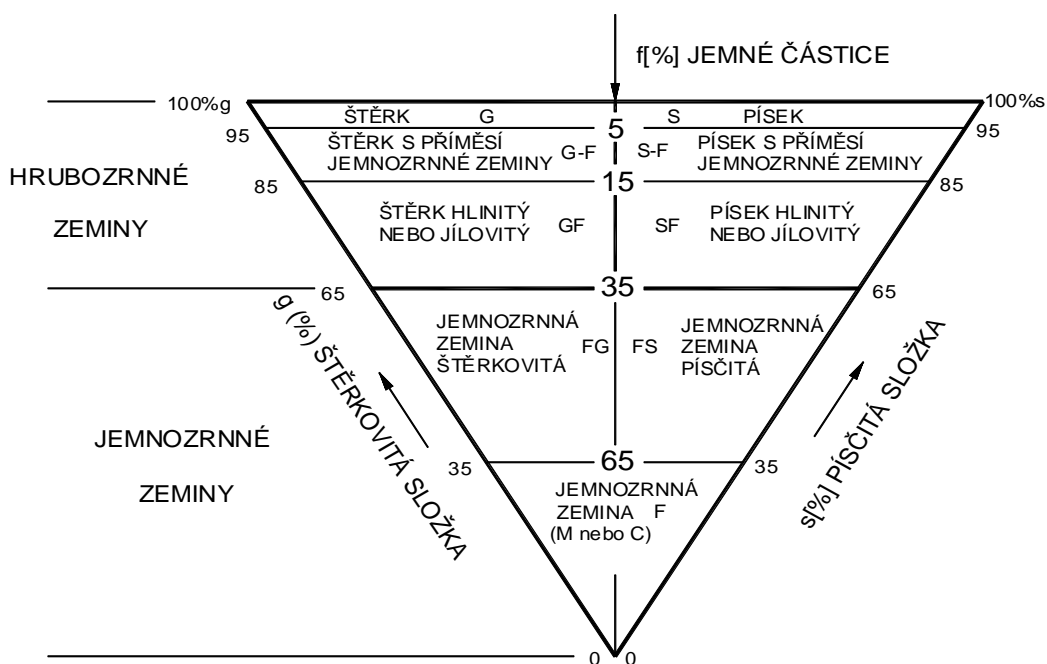 f[%] JEMNÉ ČÁSTICE
100%g
100%s
ŠTĚRK G
S PÍSEK
95
5
95
ŠTĚRK S PŘÍMĚSÍ
JEMNOZRNNÉ ZEMINY
G-F
S-F
PÍSEK S PŘÍMĚSÍ
JEMNOZRNNÉ ZEMINY
HRUBOZRNNÉ
ZEMINY
85
15
85
ŠTĚRK HLINITÝ
NEBO JÍLOVITÝ
GF
SF
PÍSEK HLINITÝ
NEBO JÍLOVITÝ
65
35
65
g (%) ŠTĚRKOVITÁ SLOŽKA
JEMNOZRNNÁ
ZEMINA
ŠTĚRKOVITÁ
FG
FS
JEMNOZRNNÁ
ZEMINA
PÍSČITÁ
s[%] PÍSČITÁ SLOŽKA
JEMNOZRNNÉ
ZEMINY
35
65
35
JEMNOZRNNÁ
ZEMINA F
(M nebo C)
0
0